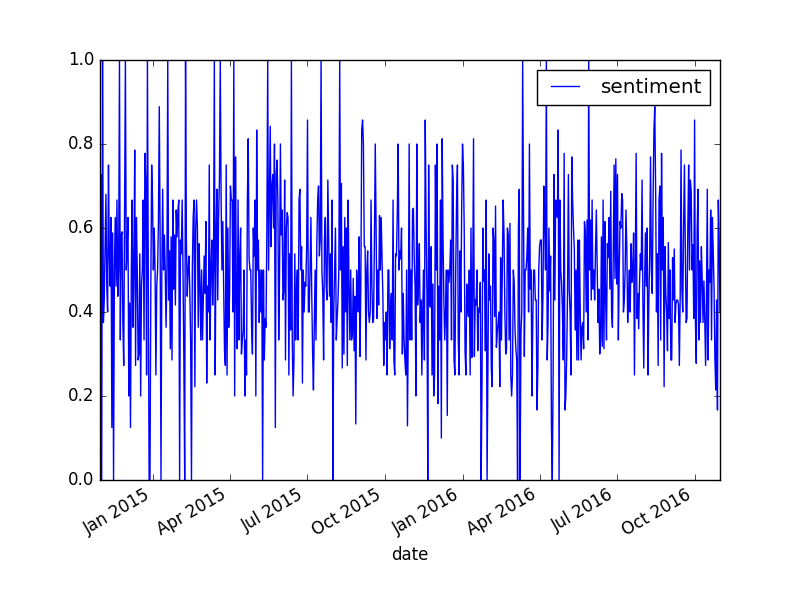 sentiment
1.0
0.8
0.6
0.4
0.2
0.0
Jan 2015
Apr 2015
Jul 2015
Oct 2015
Jan 2016
Apr 2016
Jul 2016
Oct 2016
date